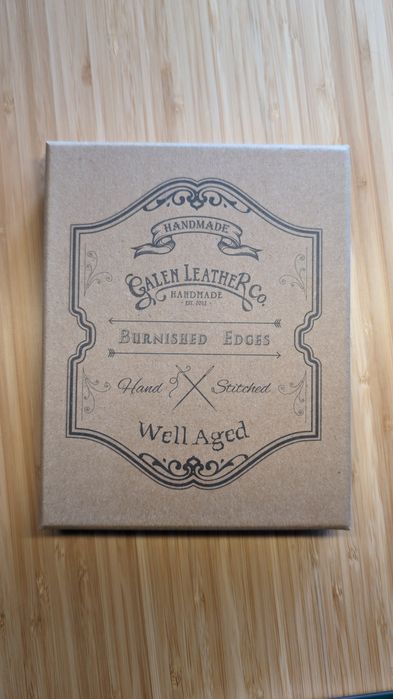 HANDMADE
Galen Leather Co.
HANDMADE
- EST. 2012 -
BURNISHED EDGES
Hand Stitched
Well Aged